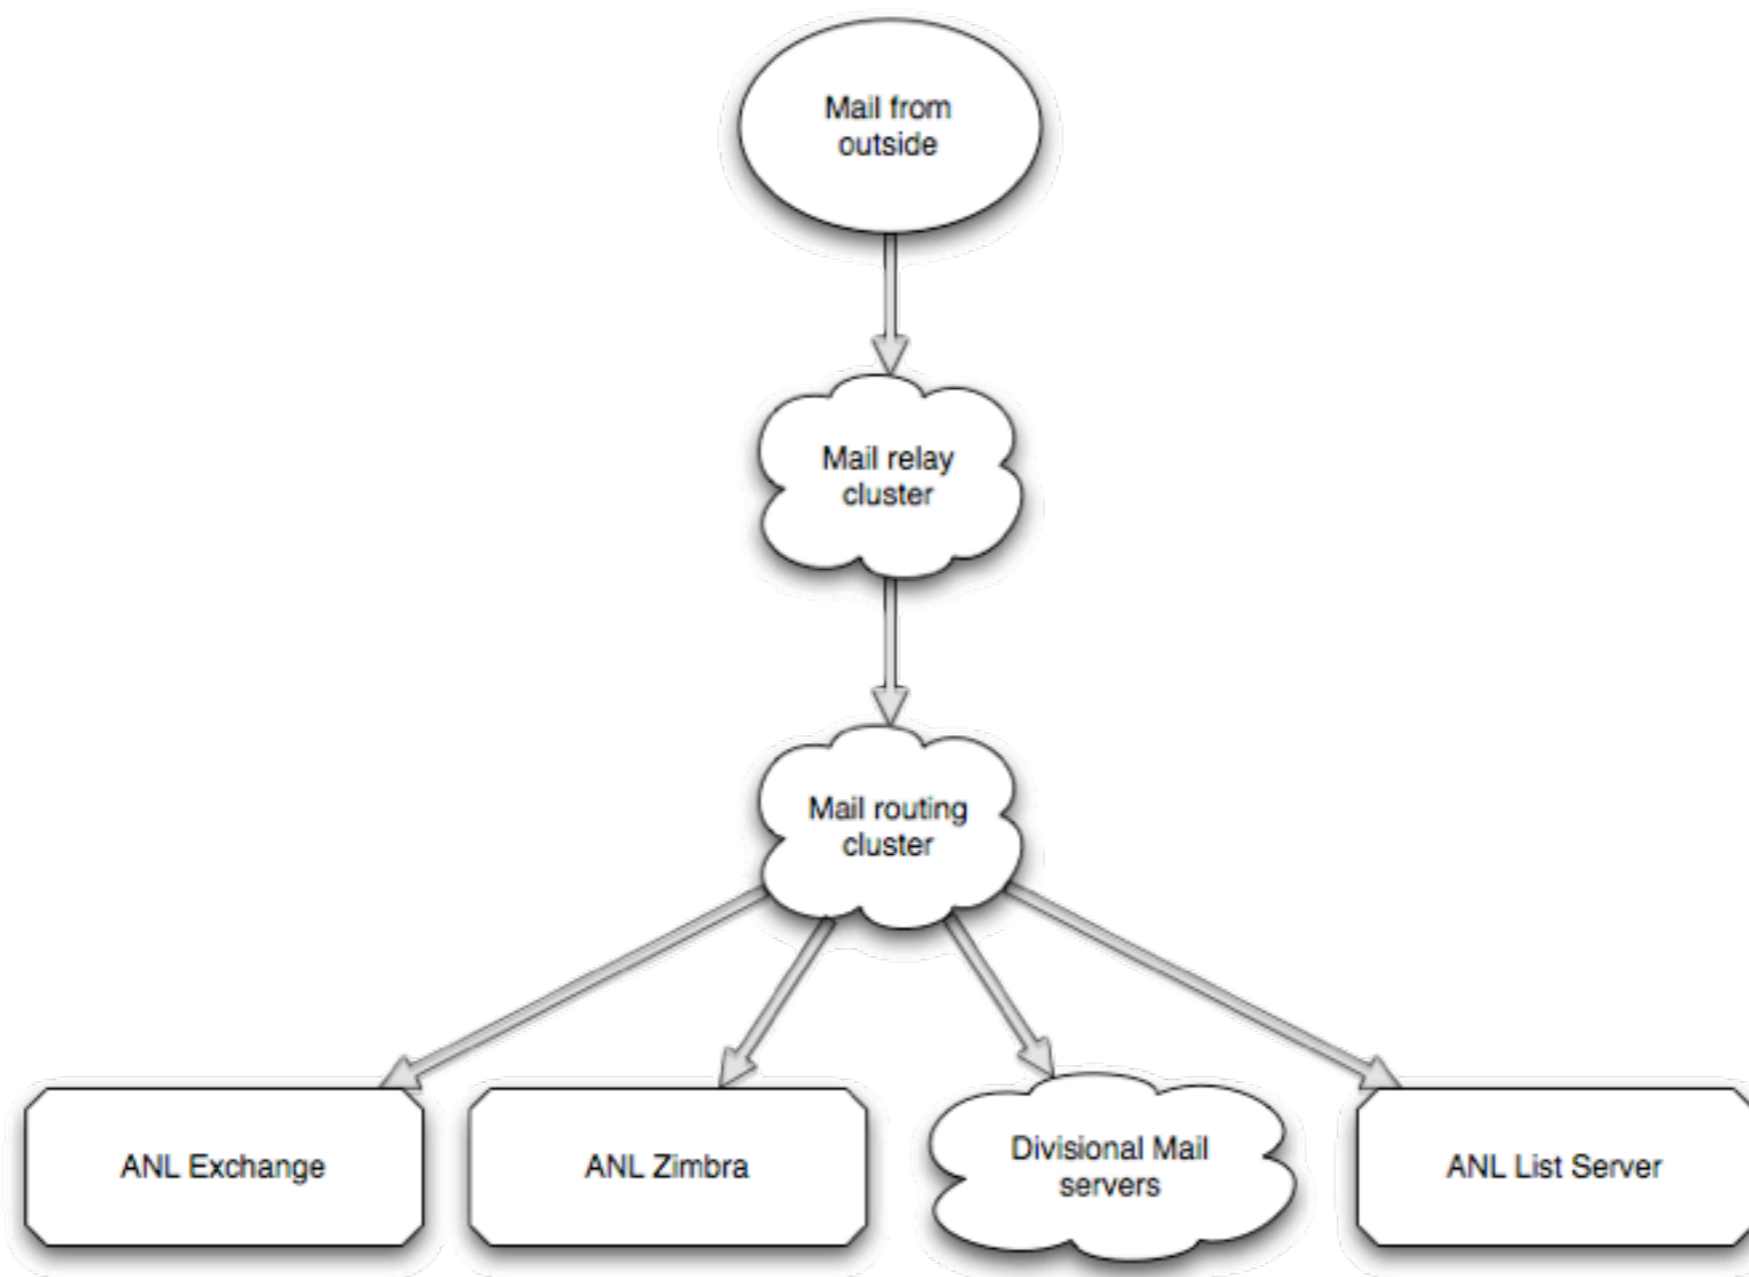 Mail from
outside
Mail relay
cluster
Mail routing
cluster
ANL Exchange
ANL Zimbra
Divisional Mail
servers
ANL List Server